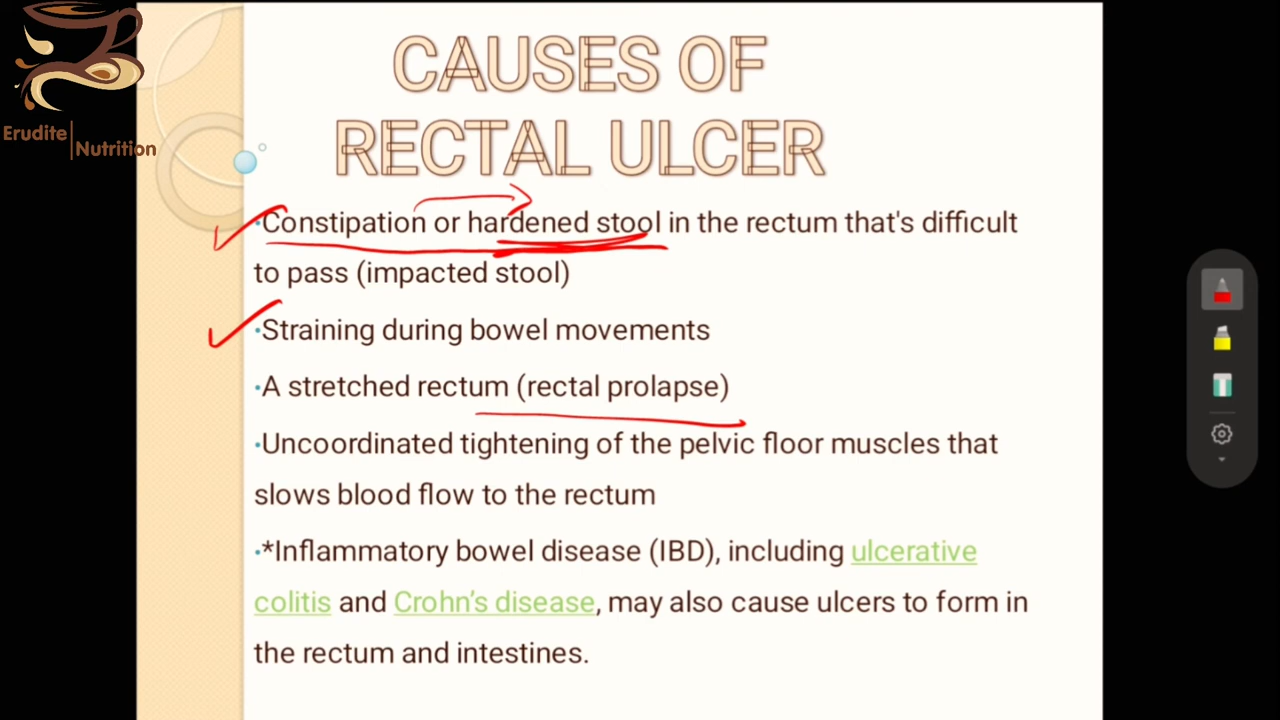 Erudite
Nutrition
CAUSES OF
RECTAL ULCER
•Constipation or hardened stool in the rectum that's difficult
to pass (impacted stool)
•Straining during bowel movements
•A stretched rectum (rectal prolapse)
•Uncoordinated tightening of the pelvic floor muscles that
slows blood flow to the rectum
•*Inflammatory bowel disease (IBD), including ulcerative
colitis and Crohn's disease, may also cause ulcers to form in
the rectum and intestines.